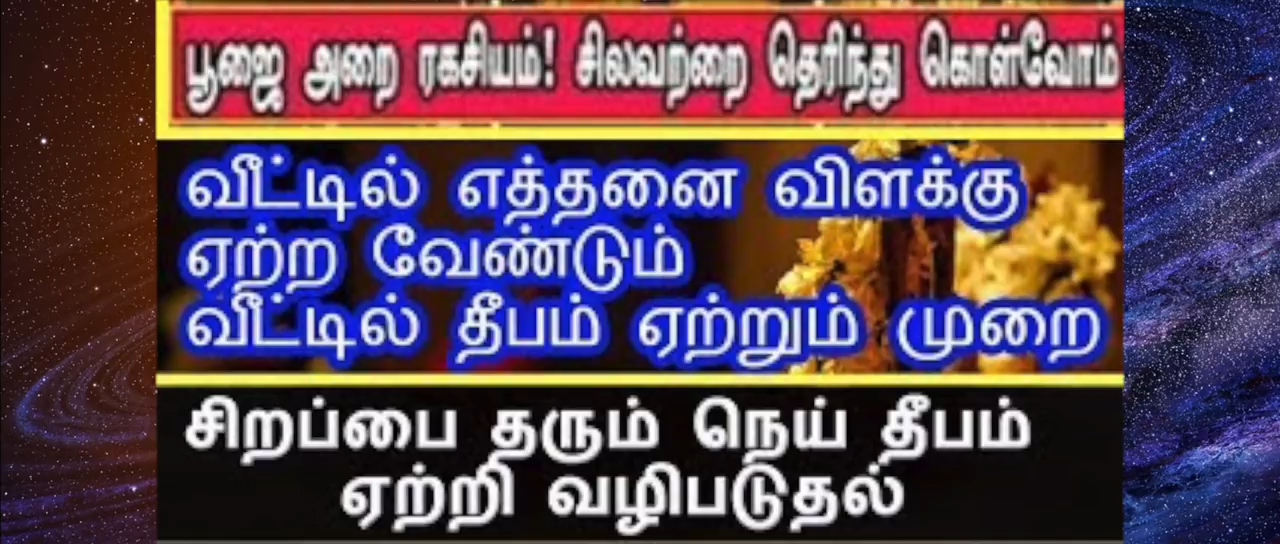 பூஜை அறை ரகசியம்! சிலவற்றை தெரிந்து கொள்வோம்
வீட்டில் எத்தனை விளக்கு
ஏற்ற வேண்டும்
வீட்டில் தீபம் ஏற்றும் முறை
சிறப்பை தரும் நெய் தீபம்
ஏற்றி வழிபடுதல்